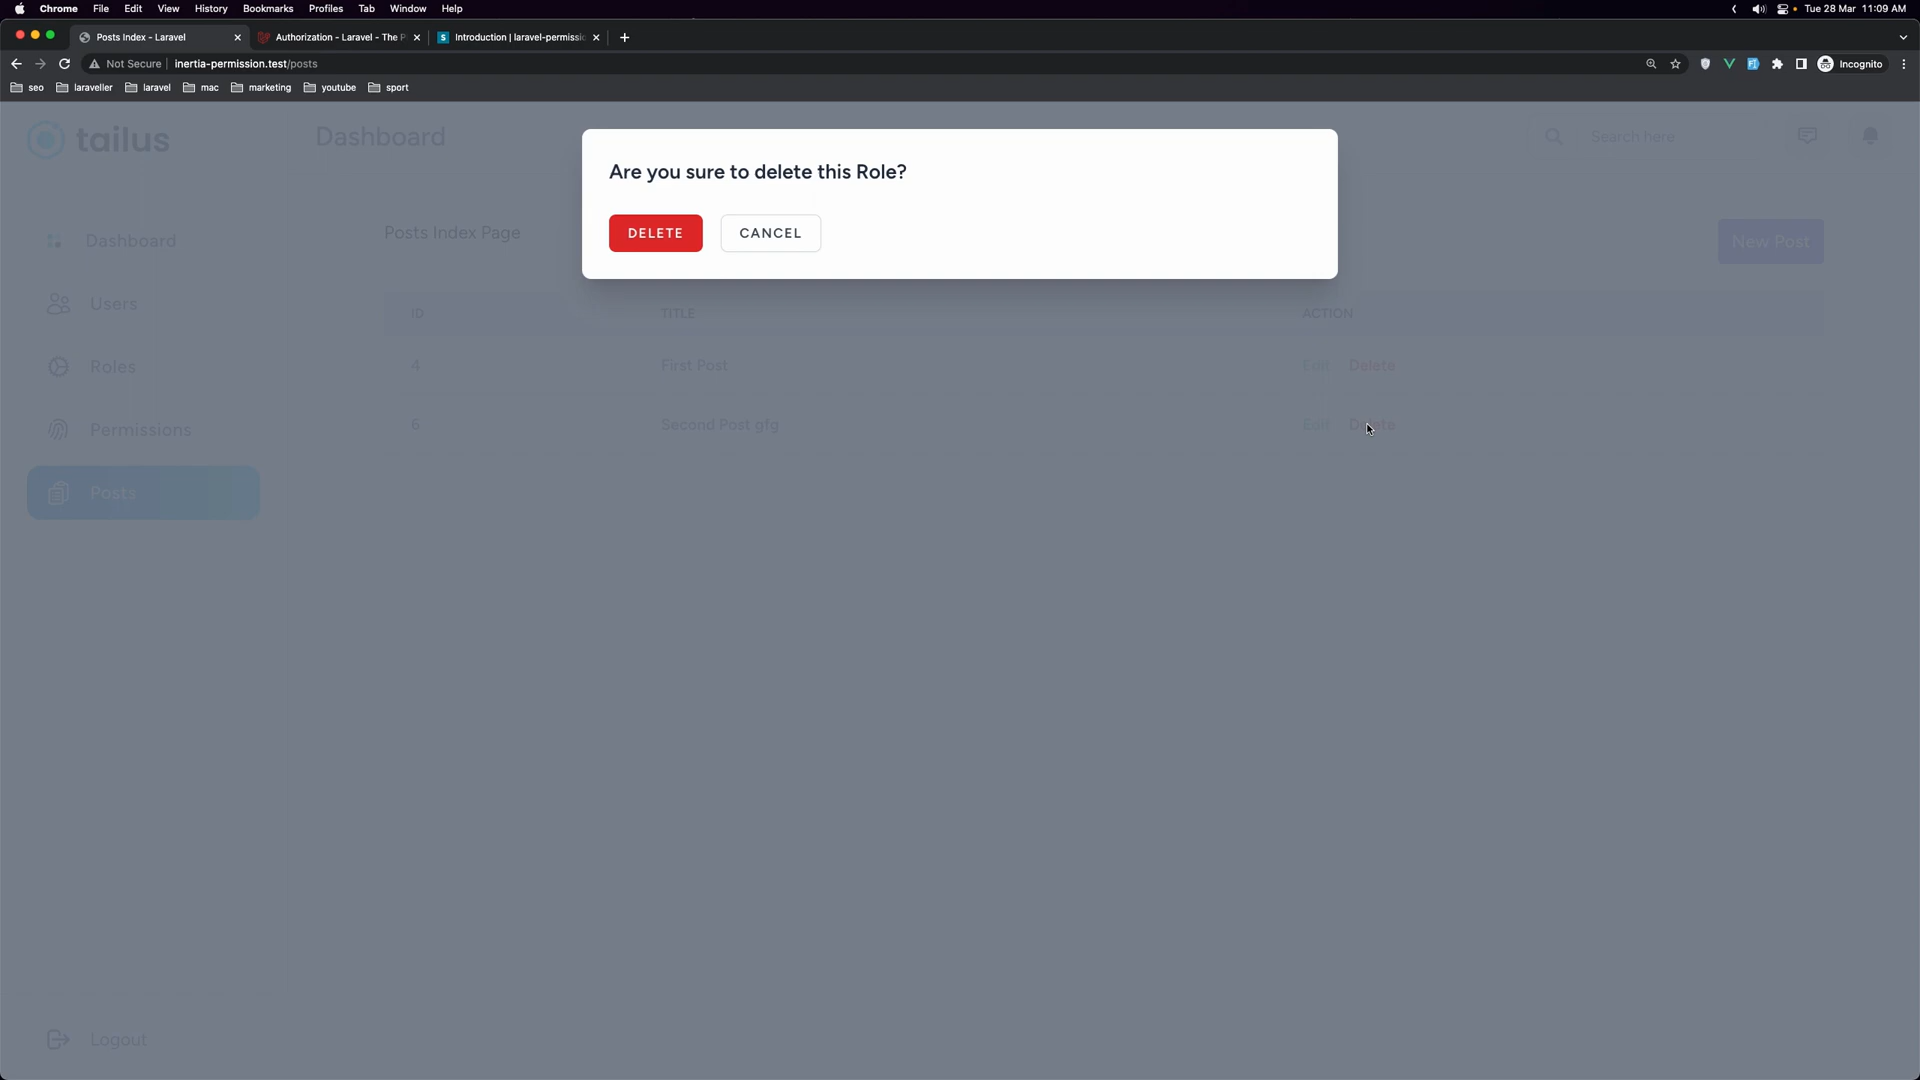 Chrome File Edit View History Bookmarks Profiles Tab Window Help Tue 28 Mar 11:09 AM
Posts Index - Laravel Authorization - Laravel - The P Introduction | laravel-permissi
Not Secure inertia-permission.test/posts Incognito
seo laraveller laravel mac marketing youtube sport
tailus
Dashboard
Search here
Are you sure to delete this Role?
DELETE CANCEL
Dashboard
Users
Roles
Permissions
Posts
Logout
Posts Index Page
New Post
ID TITLE ACTION
4 First Post Edit Delete
6 Second Post gfg Edit Delete